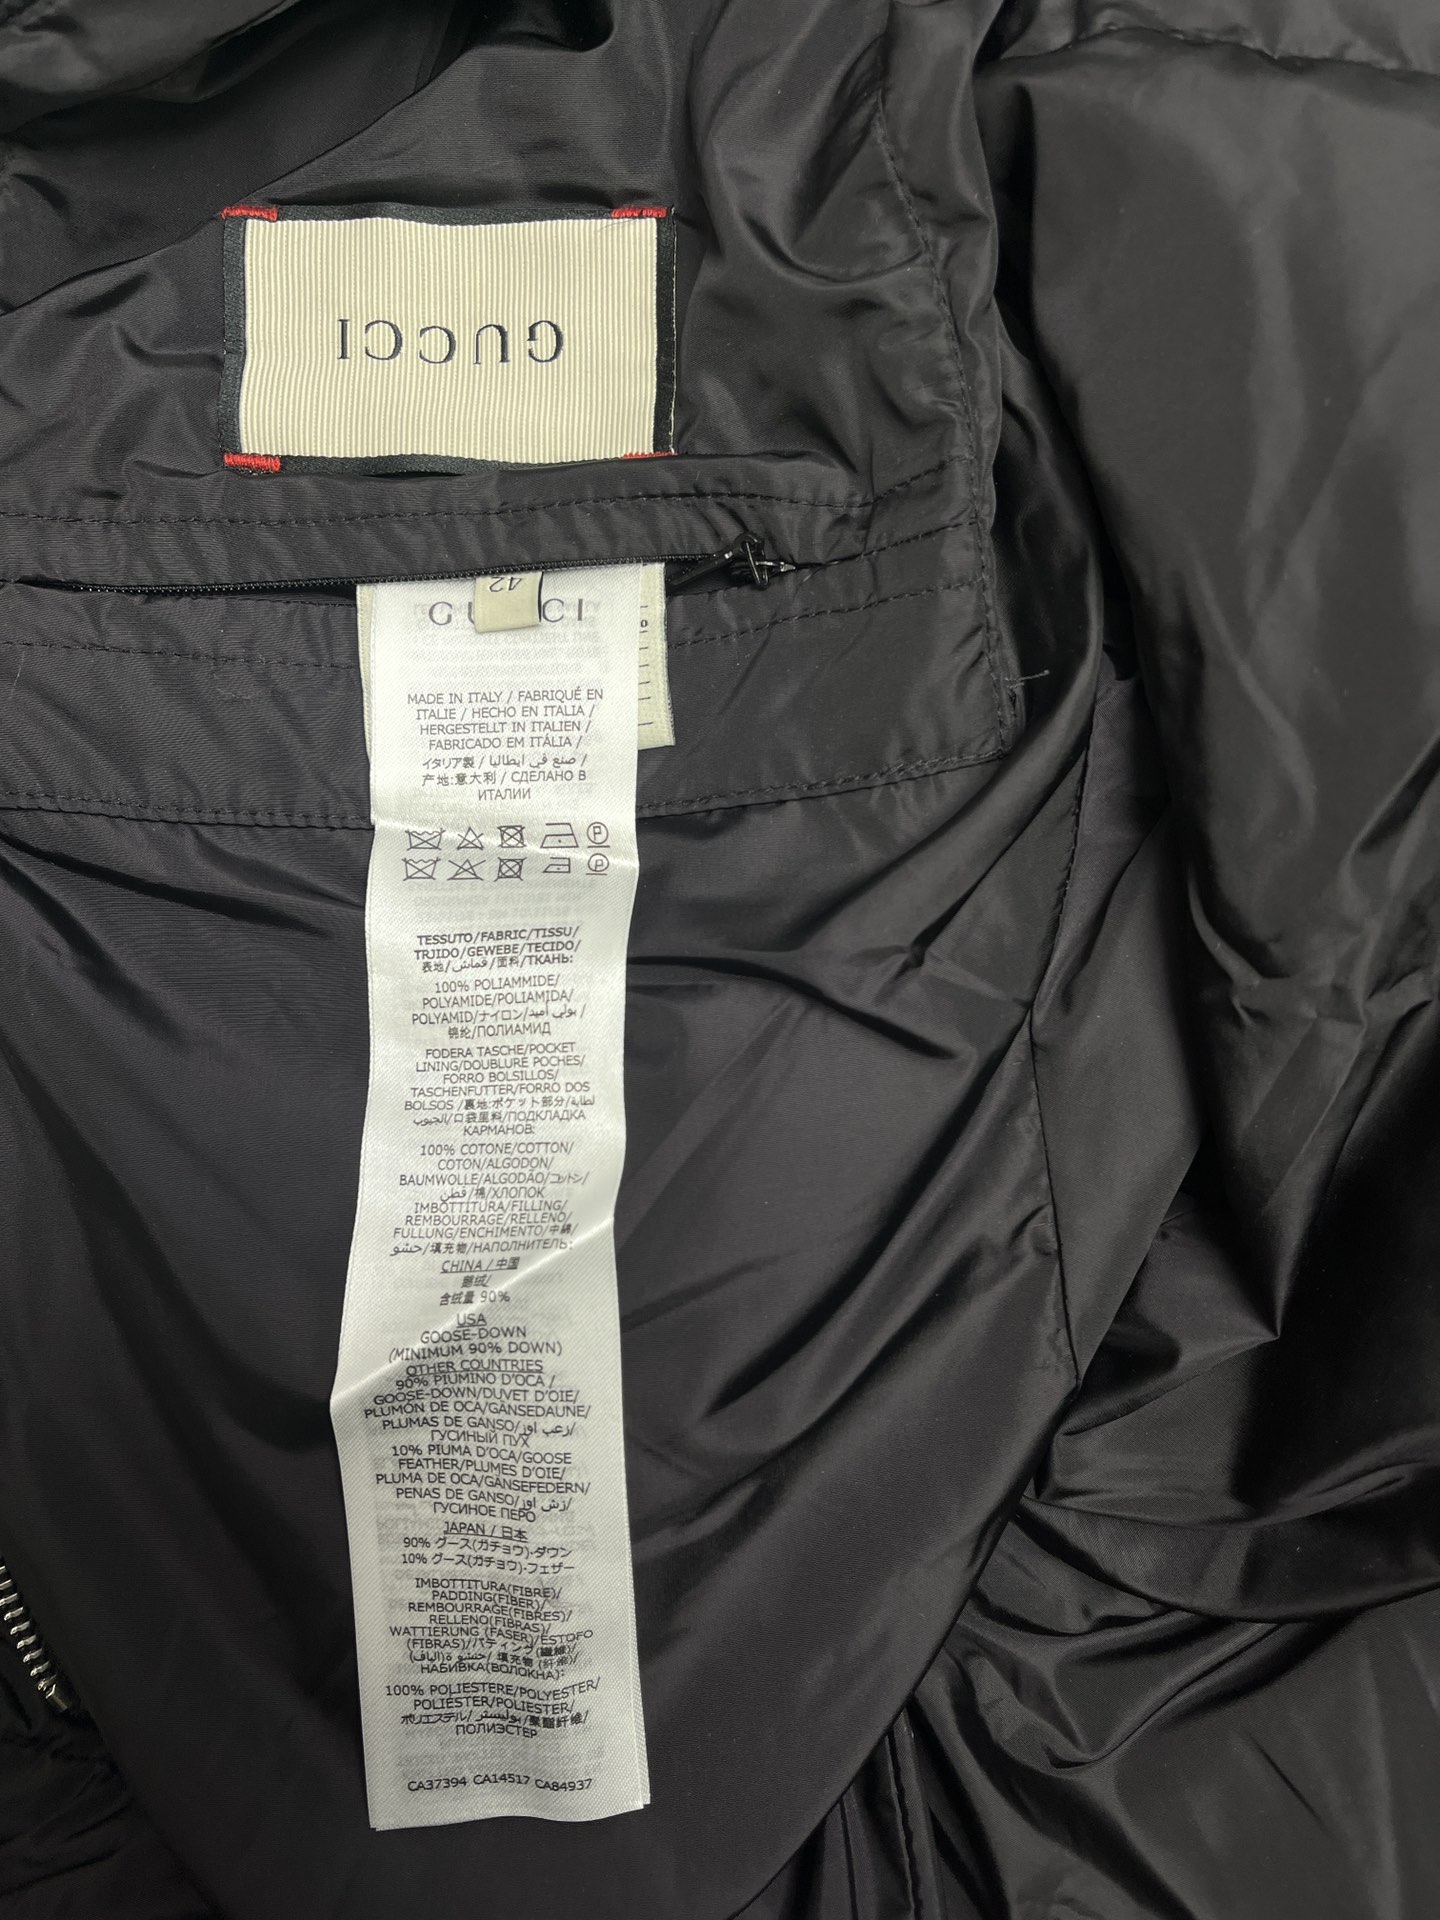 GUCCI
42
GUCCI
MADE IN ITALY / FABRIQUÉ EN
ITALIE / HECHO EN ITALIA /
HERGESTELLT IN ITALIEN /
FABRICADO EM ITÁLIA /
イタリア製 / صنع في ايطاليا /
产地:意大利 / СДЕЛАНО В
ИТАЛИИ
TESSUTO/FABRIC/TISSU/
TRJIDO/GEWEBE/TECIDO/
表地/قماش/面料/ТКАНЬ:
100% POLIAMMIDE/
POLYAMIDE/POLIAMIDA/
POLYAMID/ナイロン/بولي أميد/
锦纶/ПОЛИАМИД
FODERA TASCHE/POCKET
LINING/DOUBLURE POCHES/
FORRO BOLSILLOS/
TASCHENFUTTER/FORRO DOS
BOLSOS /裏地:ポケット部分/لطابة
الجيوب/口袋里料/ПОДКЛАДКА
КАРМАНОВ:
100% COTONE/COTTON/
COTON/ALGODON/
BAUMWOLLE/ALGODÃO/コットン/
قطن/棉/ХЛОПОК
IMBOTTITURA/FILLING/
REMBOURRAGE/RELLENO/
FULLUNG/ENCHIMENTO/中綿/
حشو/填充物/НАПОЛНИТЕЛЬ:
CHINA / 中国
鹅绒/
含绒量 90%
USA
GOOSE-DOWN
(MINIMUM 90% DOWN)
OTHER COUNTRIES
90% PIUMINO D'OCA /
GOOSE-DOWN/DUVET D'OIE/
PLUMÓN DE OCA/GÄNSEDAUNE/
PLUMAS DE GANSO/زغب اوز/
ГУСИНЫЙ ПУХ
10% PIUMA D'OCA/GOOSE
FEATHER/PLUMES D'OIE/
PLUMA DE OCA/GÄNSEFEDERN/
PENAS DE GANSO/زش اوز/
ГУСИНОЕ ПЕРО
JAPAN / 日本
90% グース(ガチョウ)-ダウン
10% グース(ガチョウ)-フェザー
IMBOTTITURA(FIBRE)/
PADDING(FIBER)/
REMBOURRAGE(FIBRES)/
RELLENO(FIBRAS)/
WATTIERUNG (FASER)/ESTOFO
(FIBRAS)/パティング(繊維)/
حشو ة(الياف)/ 填充物 (纤维)/
НАБИВКА(ВОЛОКНА):
100% POLIESTERE/POLYESTER/
POLIÉSTER/POLIESTER/
ポリエステル/بوليستر/聚酯纤维/
ПОЛИЭСТЕР
CA37394 CA14517 CA84937